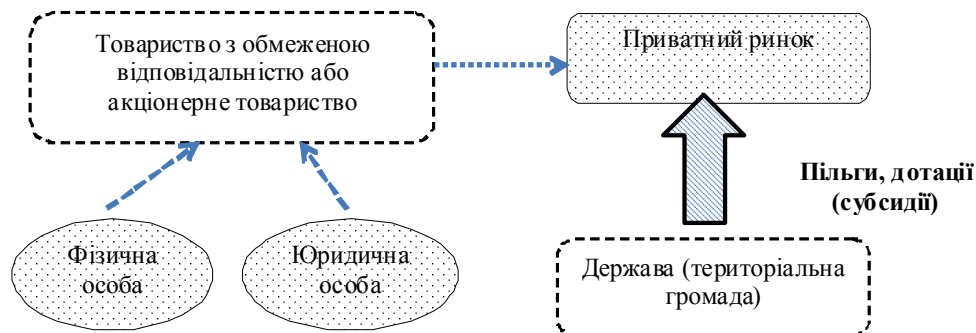 Товариство з обмеженою
відповідальністю або
акціонерне товариство
Приватний ринок
Пільги, дотації
(субсидії)
Фізична
особа
Юридична
особа
Держава (територіальна
громада)